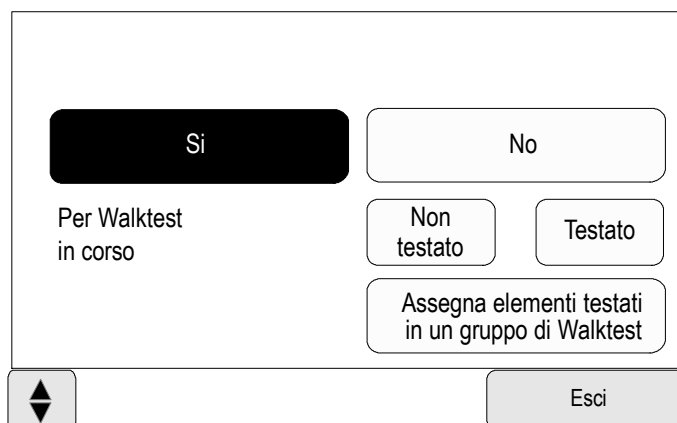 Si
No
Per Walktest
in corso
Non
testato
Testato
Assegna elementi testati
in un gruppo di Walktest
Esci